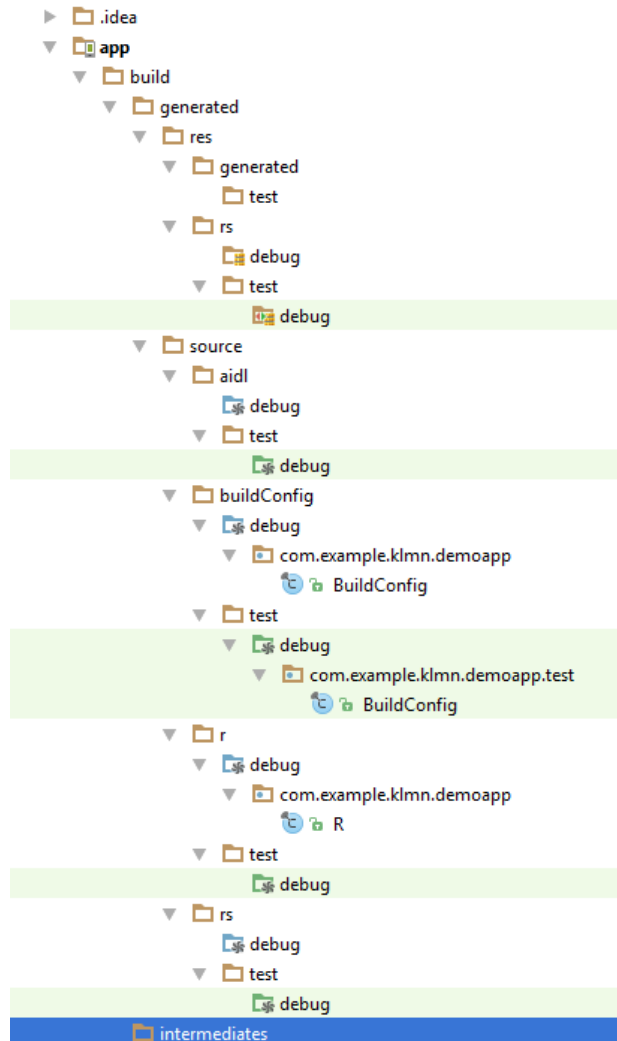 .idea
app
build
generated
res
generated
test
rs
debug
test
debug
source
aidl
debug
test
debug
buildConfig
debug
com.example.klmn.demoapp
BuildConfig
test
debug
com.example.klmn.demoapp.test
BuildConfig
r
debug
com.example.klmn.demoapp
R
test
debug
rs
debug
test
debug
intermediates